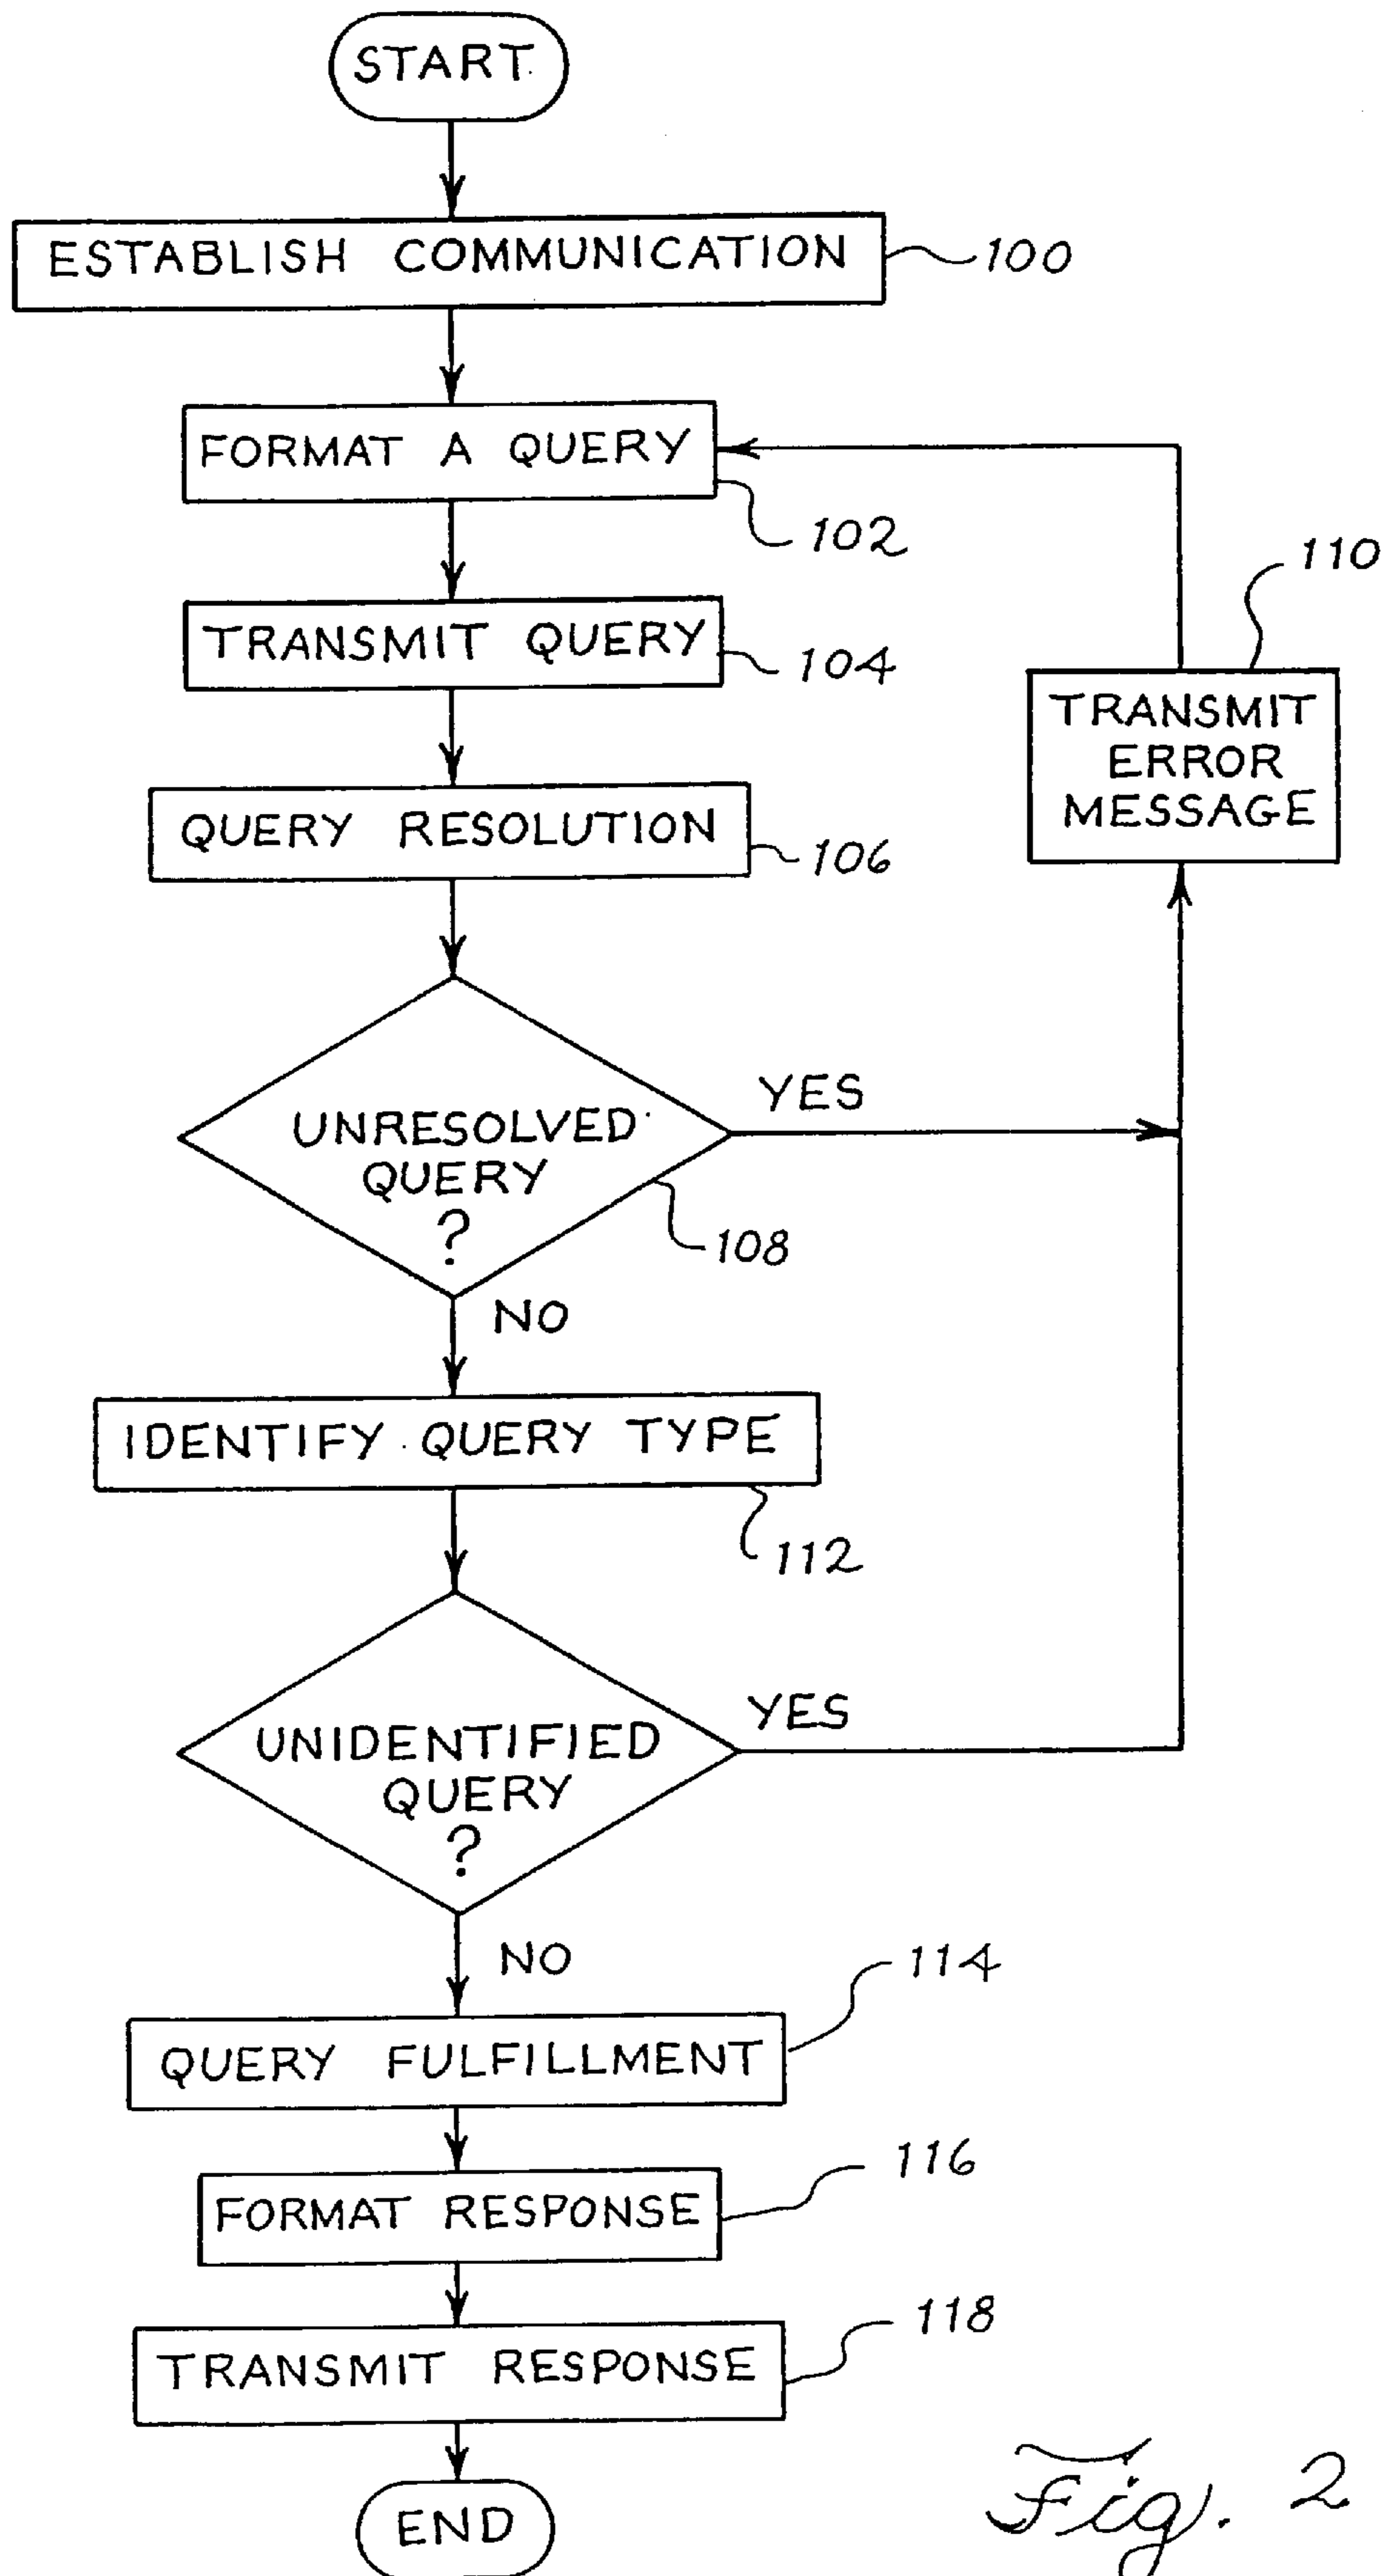 START
ESTABLISH COMMUNICATION
100
FORMAT A QUERY
102
110
TRANSMIT QUERY
104
TRANSMIT
ERROR
MESSAGE
QUERY RESOLUTION
106
YES
UNRESOLVED
QUERY
?
108
NO
IDENTIFY QUERY TYPE
112
YES
UNIDENTIFIED
QUERY
?
NO
114
QUERY FULFILLMENT
116
FORMAT RESPONSE
118
TRANSMIT RESPONSE
END
Fig. 2